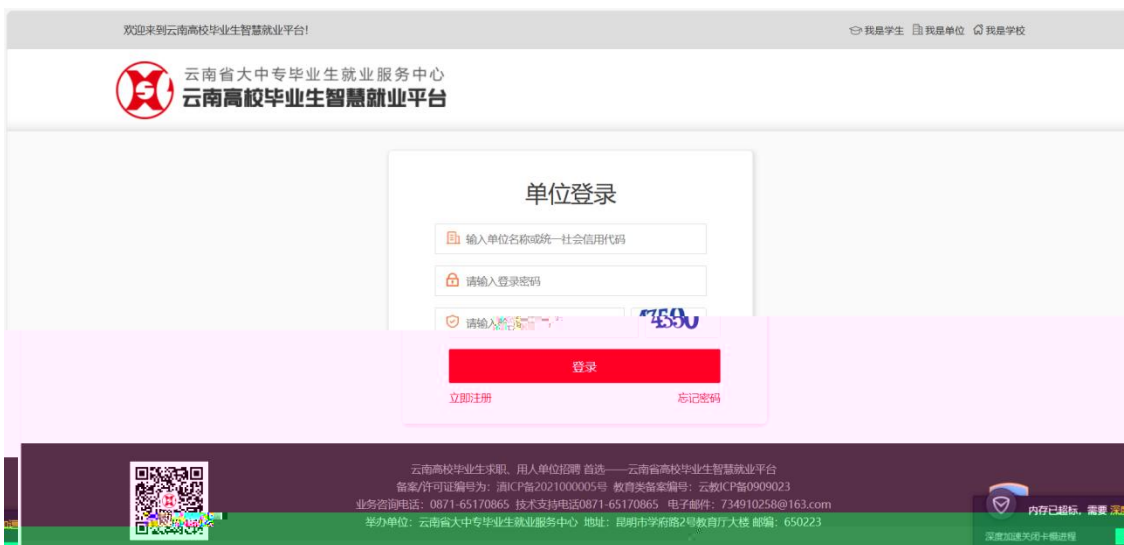 欢迎来到云南高校毕业生智慧就业平台!
我是学生 我是单位 我是学校
云南省大中专毕业生就业服务中心
云南高校毕业生智慧就业平台
单位登录
输入单位名称或统一社会信用代码
请输入登录密码
请输入
登录
立即注册 忘记密码
云南高校毕业生求职、用人单位招聘 首选——云南省高校毕业生智慧就业平台
备案/许可证编号为：滇ICP备2021000005号 教育类备案编号：云教ICP备0909023
业务咨询电话：0871-65170865 技术支持电话0871-65170865 电子邮件：734910258@163.com
举办单位：云南省大中专毕业生就业服务中心 地址：昆明市学府路2号教育厅大楼 邮编：650223
内存已超标，需要
深度加速关闭卡慢进程